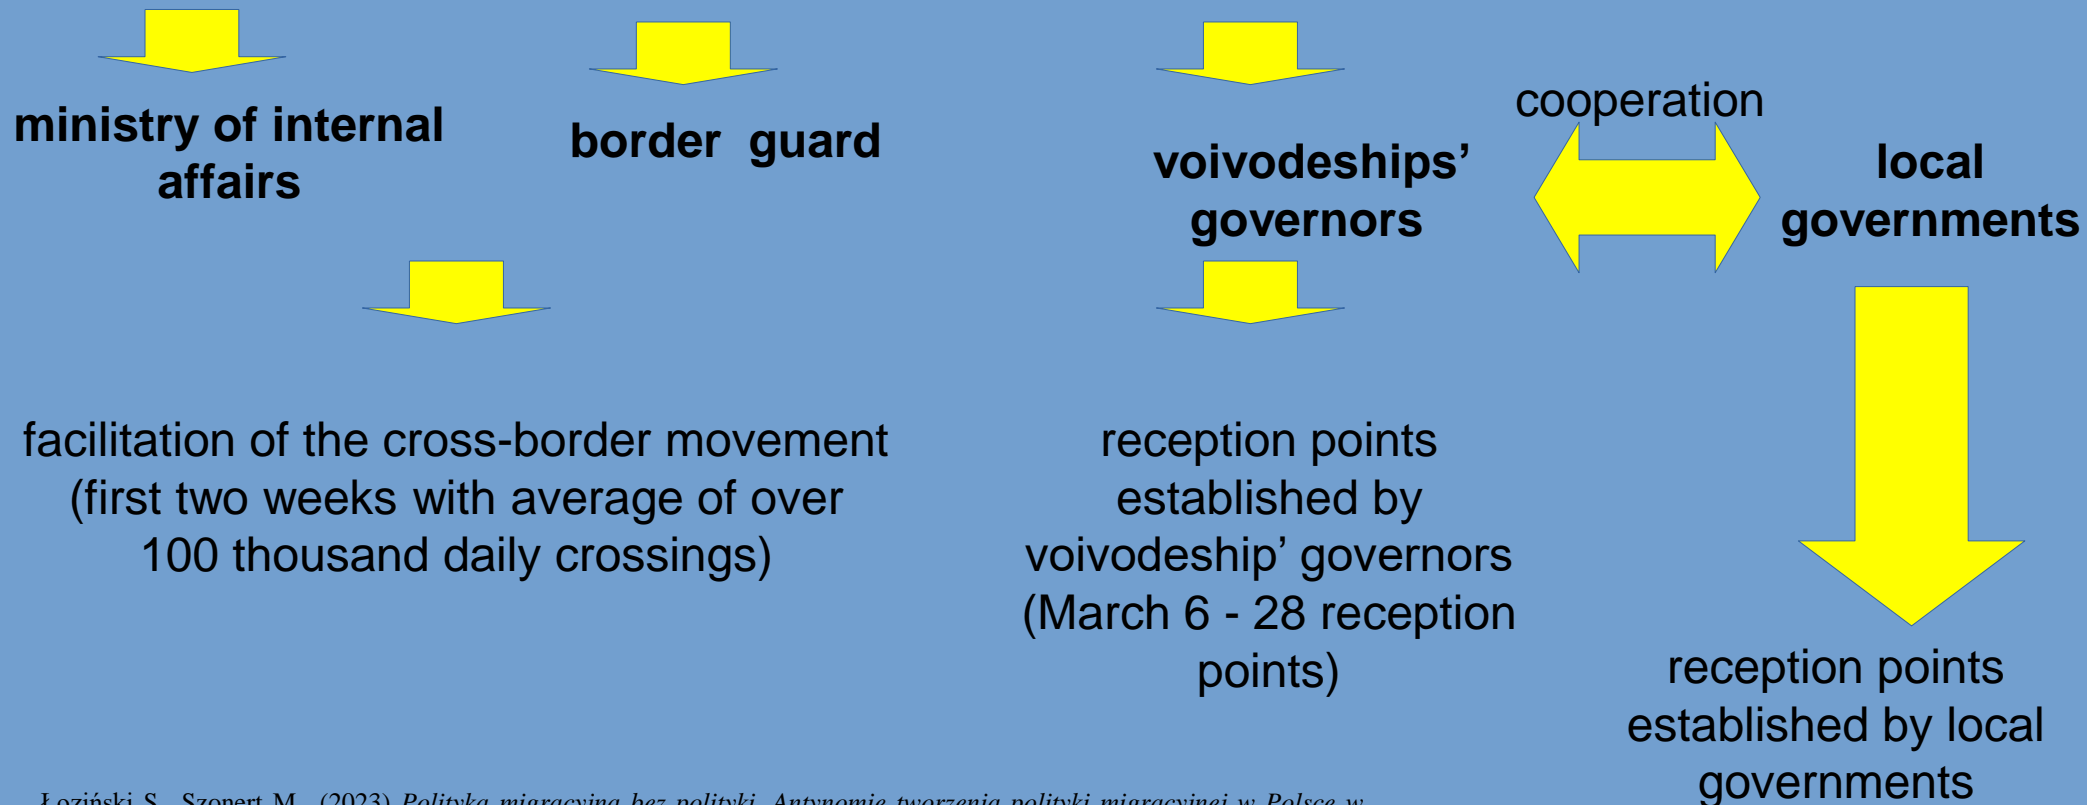 ministry of internal
affairs
border guard
voivodeships'
governors
cooperation
local
governments
facilitation of the cross-border movement
(first two weeks with average of over
100 thousand daily crossings)
reception points
established by
voivodeship' governors
(March 6 - 28 reception
points)
reception points
established by local
governments
Łoziński S., Szonert M., (2023) Polityka migracyjna bez polityki. Antynomie tworzenia polityki migracyjnej w Polsce w